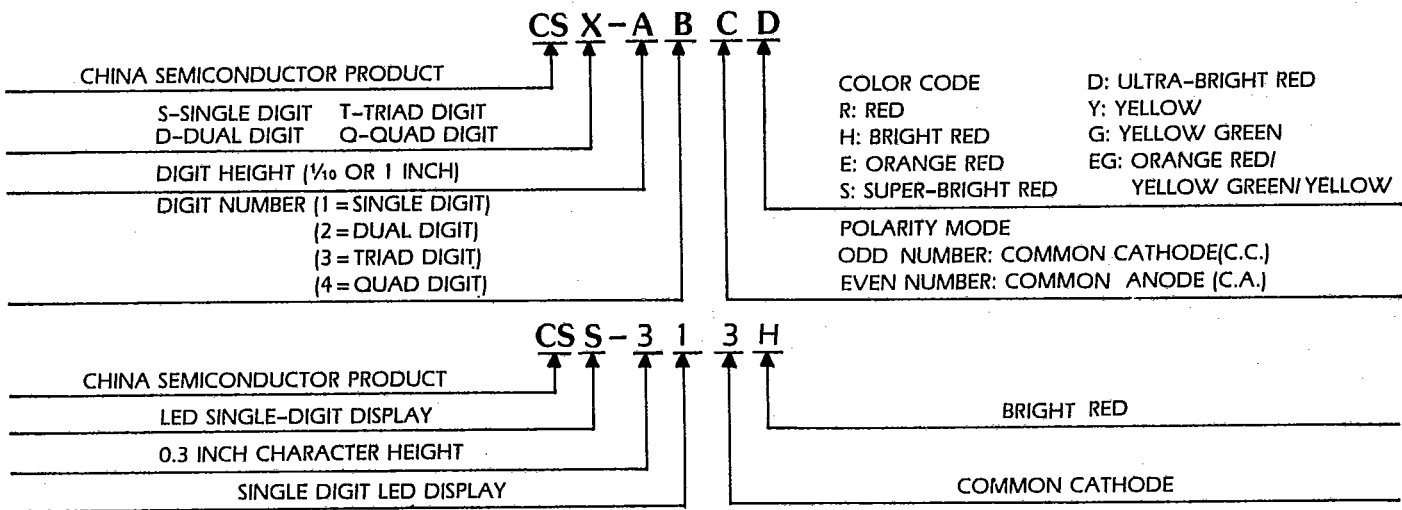 CS X-A B C D
CHINA SEMICONDUCTOR PRODUCT
S-SINGLE DIGIT T-TRIAD DIGIT
D-DUAL DIGIT Q-QUAD DIGIT
DIGIT HEIGHT (1/10 OR 1 INCH)
DIGIT NUMBER (1=SINGLE DIGIT)
(2=DUAL DIGIT)
(3=TRIAD DIGIT)
(4=QUAD DIGIT)
COLOR CODE D: ULTRA-BRIGHT RED
R: RED Y: YELLOW
H: BRIGHT RED G: YELLOW GREEN
E: ORANGE RED EG: ORANGE RED/
S: SUPER-BRIGHT RED YELLOW GREEN/YELLOW
POLARITY MODE
ODD NUMBER: COMMON CATHODE(C.C.)
EVEN NUMBER: COMMON ANODE (C.A.)
CS S-3 1 3 H
CHINA SEMICONDUCTOR PRODUCT
LED SINGLE-DIGIT DISPLAY
0.3 INCH CHARACTER HEIGHT
SINGLE DIGIT LED DISPLAY
BRIGHT RED
COMMON CATHODE